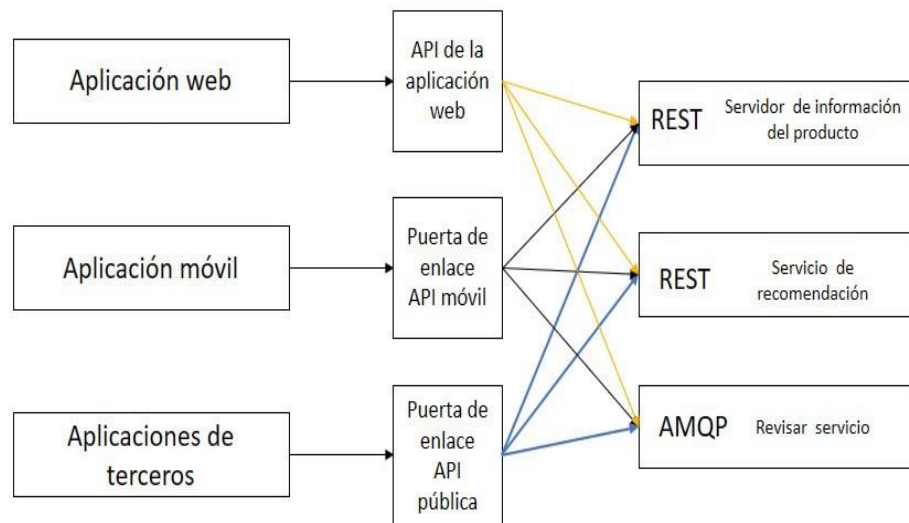 Aplicación web
API de la
aplicación
web
REST
Servidor de información
del producto
Aplicación móvil
Puerta de
enlace
API móvil
REST
Servicio de
recomendación
Aplicaciones de
terceros
Puerta de
enlace
API
pública
AMQP
Revisar servicio